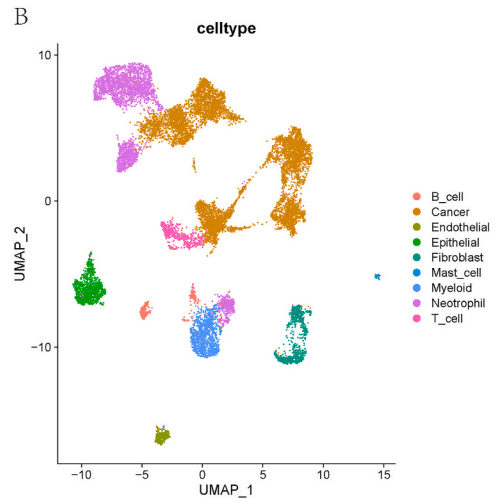 B
celltype
10
0
−10
UMAP_2
−10
−5
0
5
10
15
UMAP_1
B_cell
Cancer
Endothelial
Epithelial
Fibroblast
Mast_cell
Myeloid
Neotrophil
T_cell